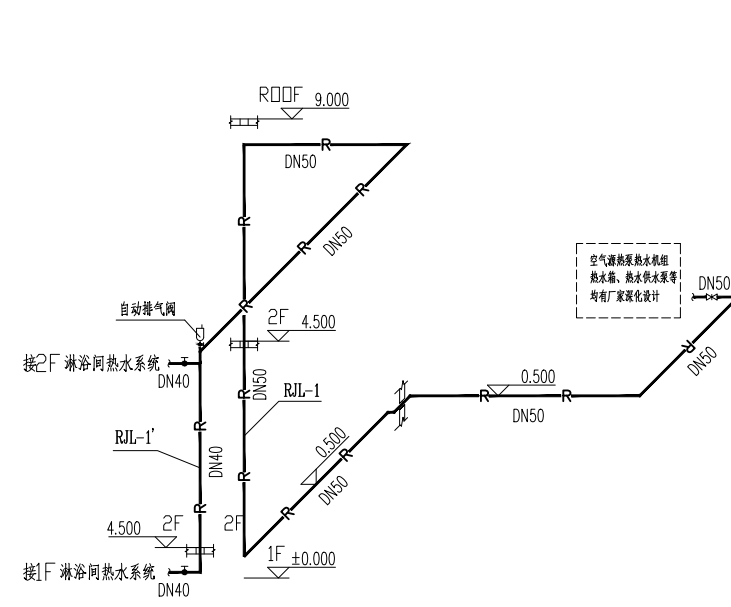 ROOF
9.000
R
DN50
R
R
R
DN50
空气源热泵热水机组
热水箱、热水供水泵等
均有厂家深化设计
DN50
自动排气阀
R
2F
4.500
R
DN50
接2F 淋浴间热水系统
DN40
DN50
R
RJL-1
0.500
R
R
DN50
R
RJL-1'
DN40
0.500
R
DN50
R
R
R
4.500
2F
2F
1F
±0.000
接1F 淋浴间热水系统
DN40